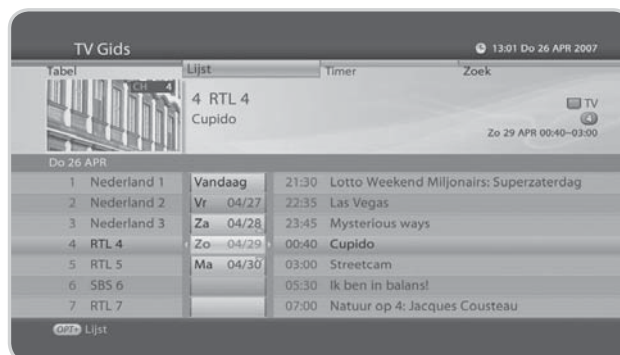 TV Gids
13:01 Do 26 APR 2007
Tabel Lijst Timer Zoek
CH 4
4 RTL 4
Cupido
TV
4
Zo 29 APR 00:40~03:00
Do 26 APR
1 Nederland 1 Vandaag 21:30 Lotto Weekend Miljonairs: Superzaterdag
2 Nederland 2 Vr 04/27 22:35 Las Vegas
3 Nederland 3 Za 04/28 23:45 Mysterious ways
4 RTL 4 Zo 04/29 00:40 Cupido
5 RTL 5 Ma 04/30 03:00 Streetcam
6 SBS 6 05:30 Ik ben in balans!
7 RTL 7 07:00 Natuur op 4: Jacques Cousteau
OPT+ Lijst